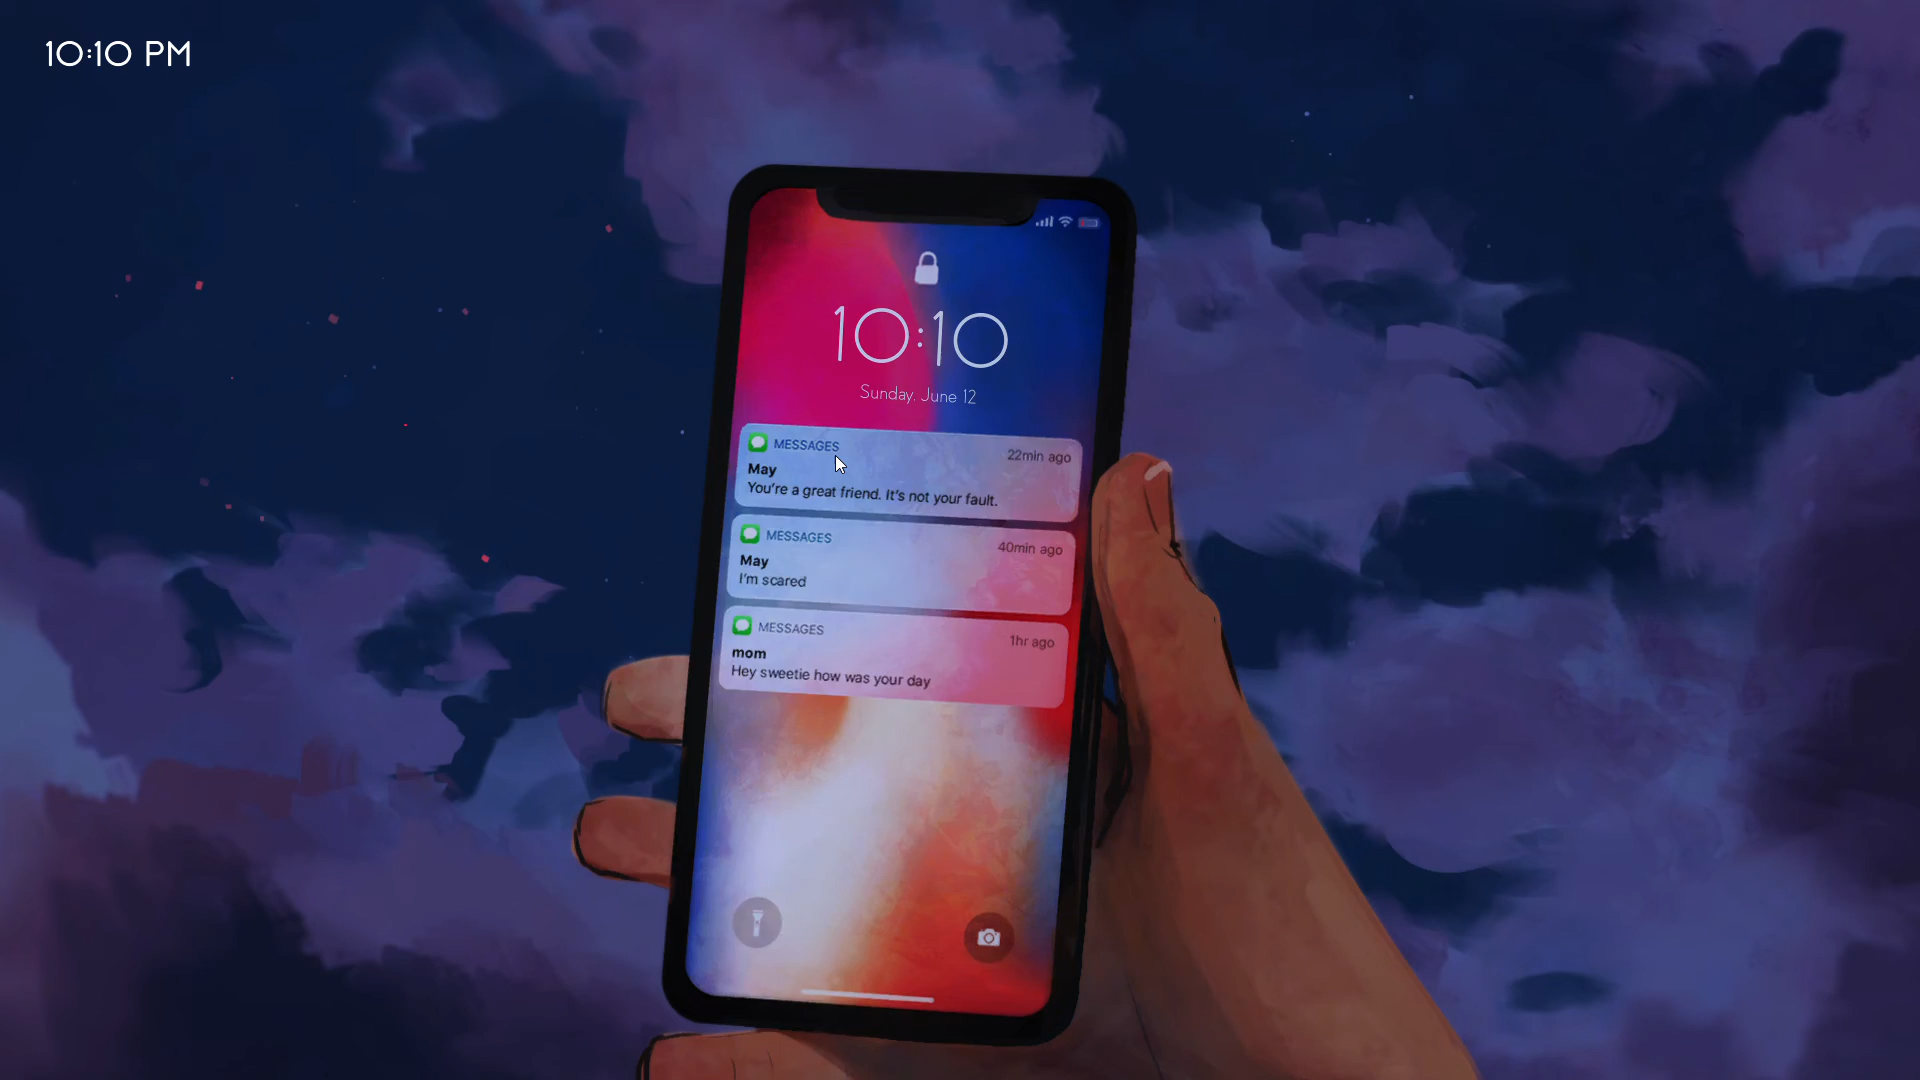 10:10 PM
10:10
Sunday, June 12
MESSAGES
22min ago
May
You're a great friend. It's not your fault.
MESSAGES
40min ago
May
I'm scared
MESSAGES
1hr ago
mom
Hey sweetie how was your day